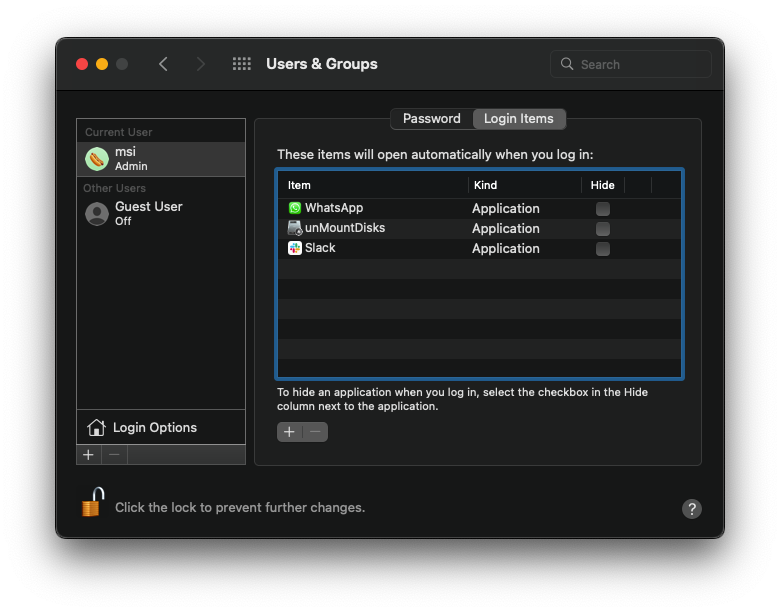 Users & Groups
Search
Current User
msi
Admin
Other Users
Guest User
Off
Login Options
+ −
Password
Login Items
These items will open automatically when you log in:
Item Kind Hide
WhatsApp Application
unMountDisks Application
Slack Application
To hide an application when you log in, select the checkbox in the Hide
column next to the application.
+ −
Click the lock to prevent further changes.
?